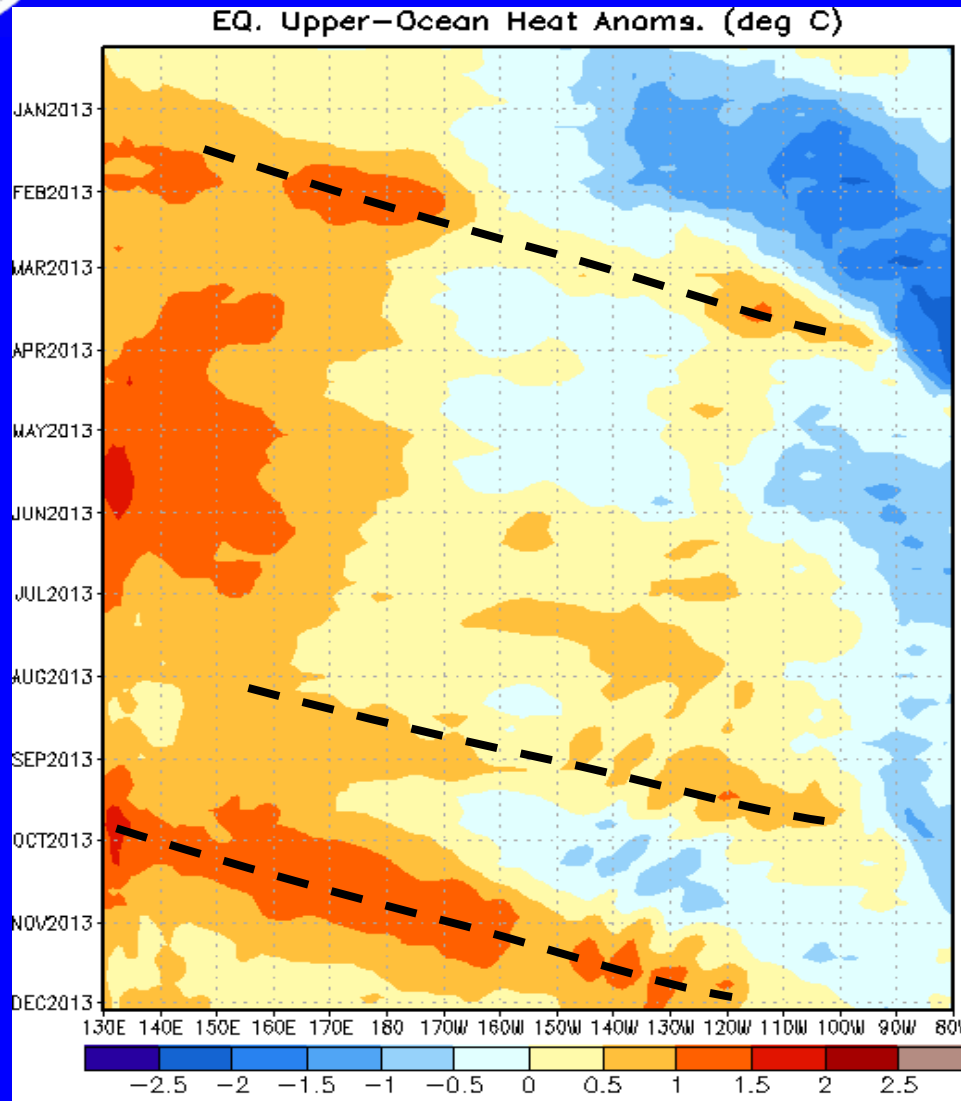 EQ. Upper-Ocean Heat Anoms. (deg C)
JAN2013
FEB2013
MAR2013
APR2013
MAY2013
JUN2013
JUL2013
AUG2013
SEP2013
OCT2013
NOV2013
DEC2013
130E 140E 150E 160E 170E 180 170W 160W 150W 140W 130W 120W 110W 100W 90W 80W
-2.5 -2 -1.5 -1 -0.5 0 0.5 1 1.5 2 2.5